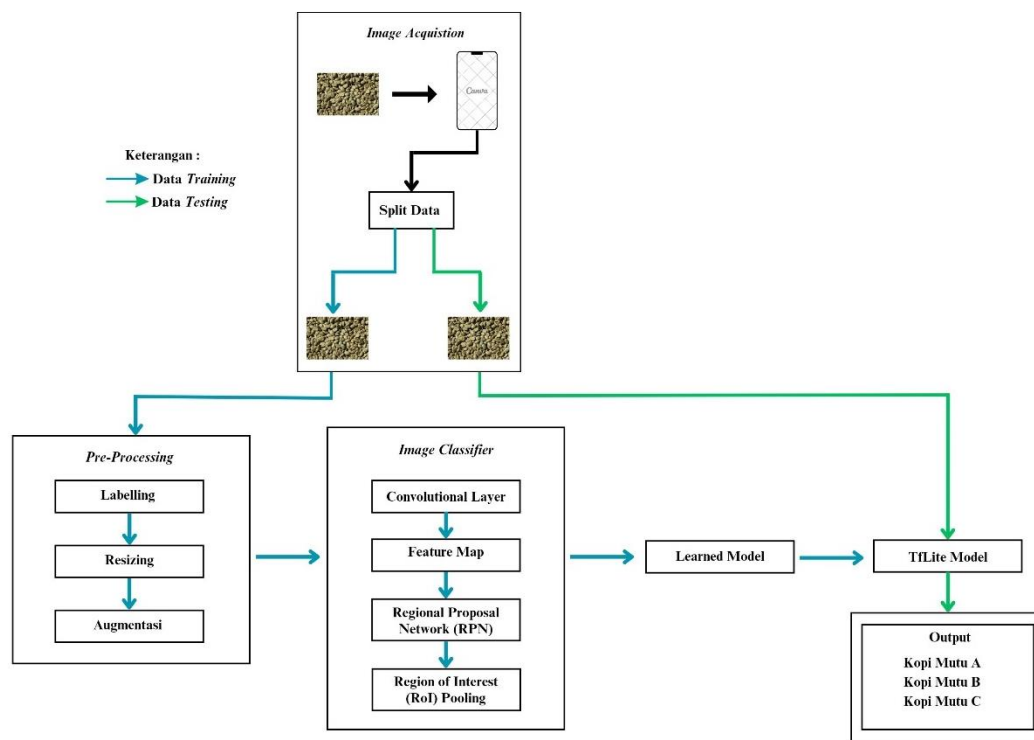 Image Acquistion
Canva
Keterangan :
Data Training
Data Testing
Split Data
Pre-Processing
Labelling
Resizing
Augmentasi
Image Classifier
Convolutional Layer
Feature Map
Regional Proposal
Network (RPN)
Region of Interest
(RoI) Pooling
Learned Model
TfLite Model
Output
Kopi Mutu A
Kopi Mutu B
Kopi Mutu C